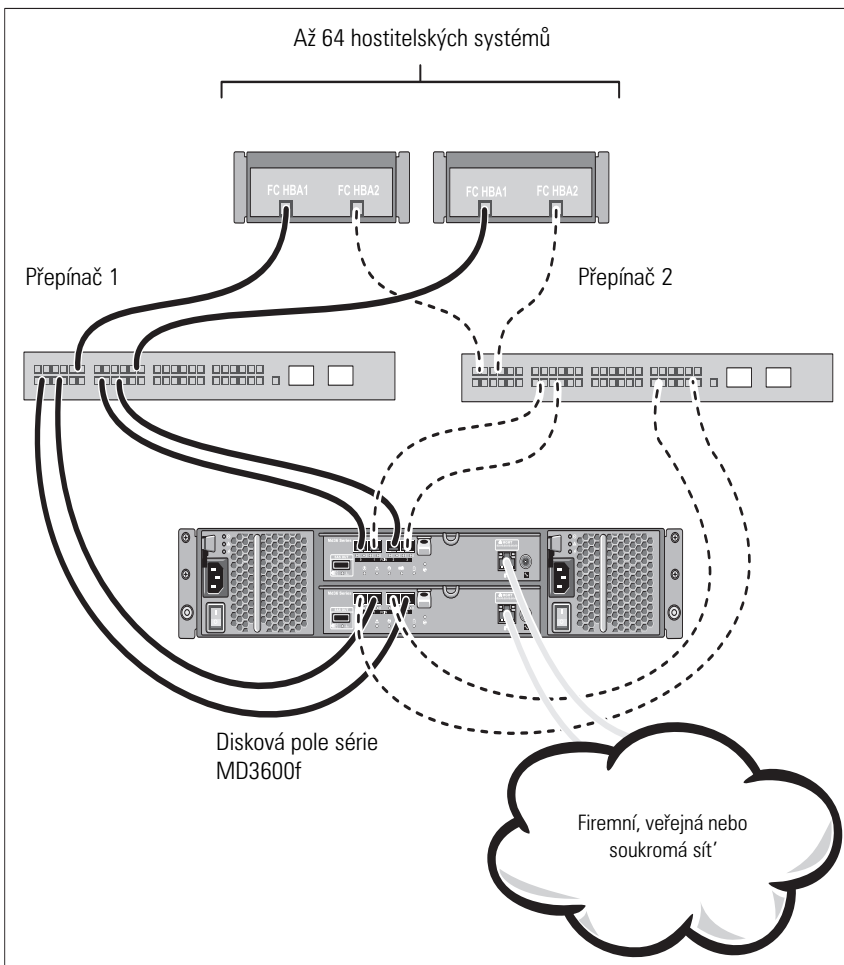 Až 64 hostitelských systémů
FC HBA1 FC HBA2 FC HBA1 FC HBA2
Přepínač 1 Přepínač 2
Disková pole série
MD3600f
Firemní, veřejná nebo
soukromá sít’